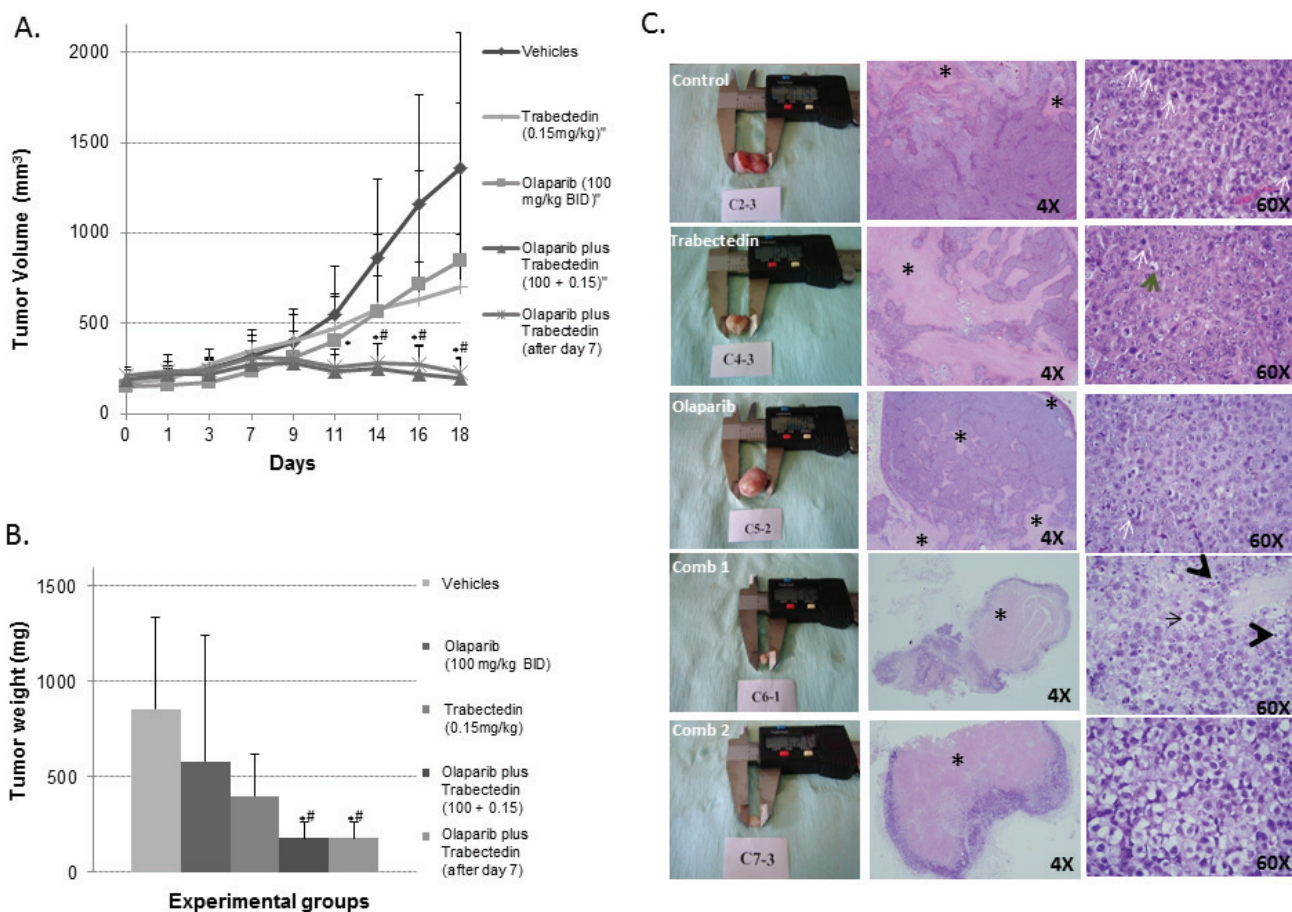 A.
2000
1500
1000
500
0
Tumor Volume (mm³)
0 1 3 7 9 11 14 16 18
Days
Vehicles
Trabectedin
(0.15mg/kg)"
Olaparib (100
mg/kg BID)"
Olaparib plus
Trabectedin
(100 + 0.15)"
Olaparib plus
Trabectedin
(after day 7)
* *# *# *#
B.
1500
1000
500
0
Tumor weight (mg)
*# *#
Experimental groups
Vehicles
Olaparib
(100 mg/kg BID)
Trabectedin
(0.15mg/kg)
Olaparib plus
Trabectedin
(100 + 0.15)
Olaparib plus
Trabectedin
(after day 7)
C.
Control
C2-3
* *
4X
60X
Trabectedin
C4-3
*
4X
60X
Olaparib
C5-2
* * * *
4X
60X
Comb 1
C6-1
*
4X
60X
Comb 2
C7-3
*
4X
60X